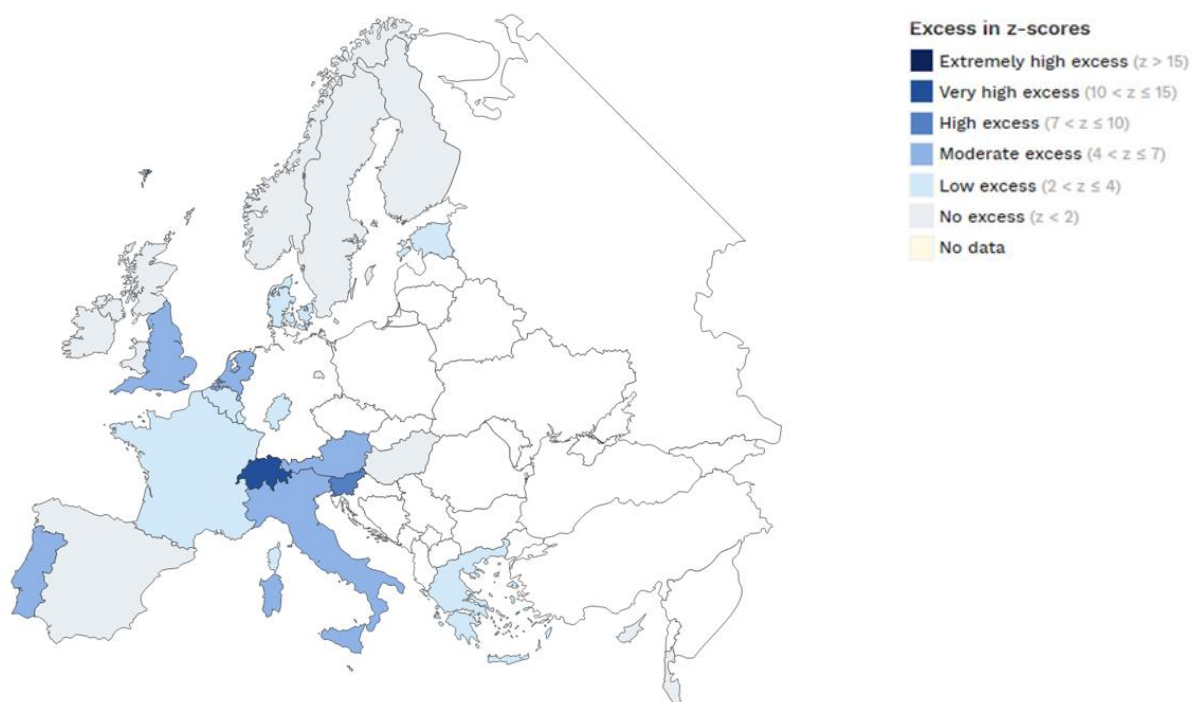 Excess in z-scores
Extremely high excess (z > 15)
Very high excess (10 < z ≤ 15)
High excess (7 < z ≤ 10)
Moderate excess (4 < z ≤ 7)
Low excess (2 < z ≤ 4)
No excess (z < 2)
No data